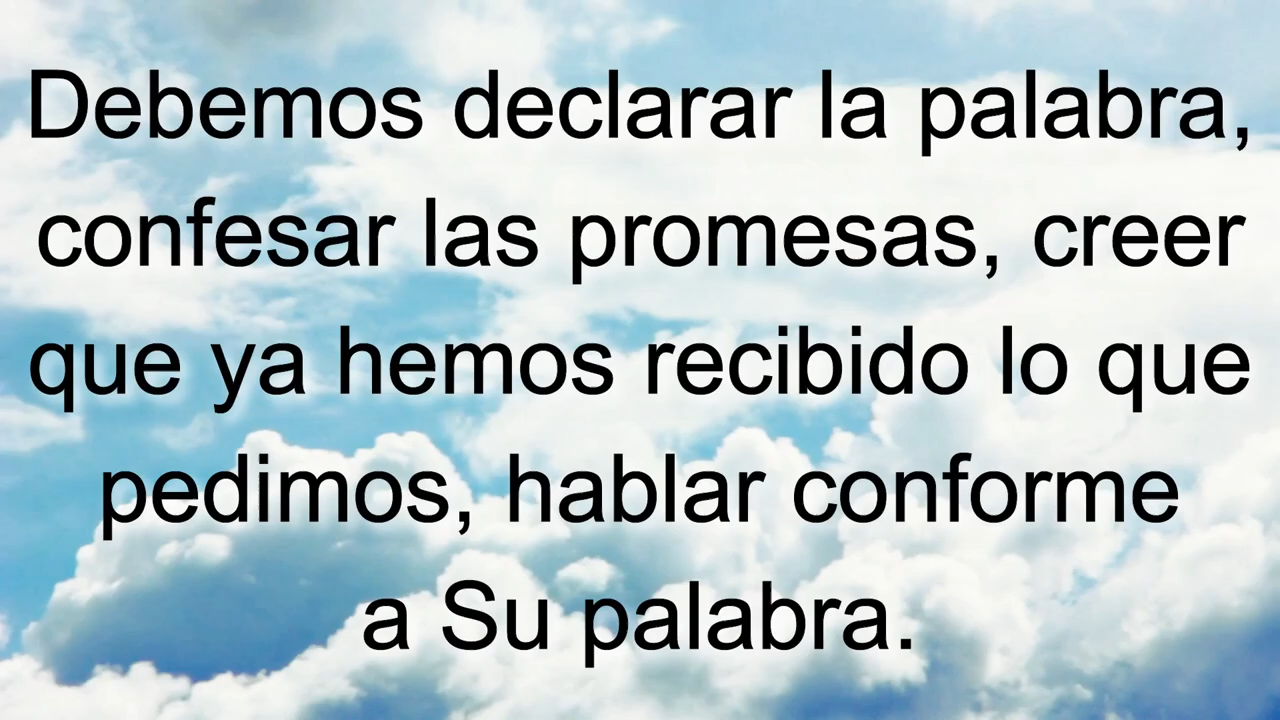 Debemos declarar la palabra,
confesar las promesas, creer
que ya hemos recibido lo que
pedimos, hablar conforme
a Su palabra.